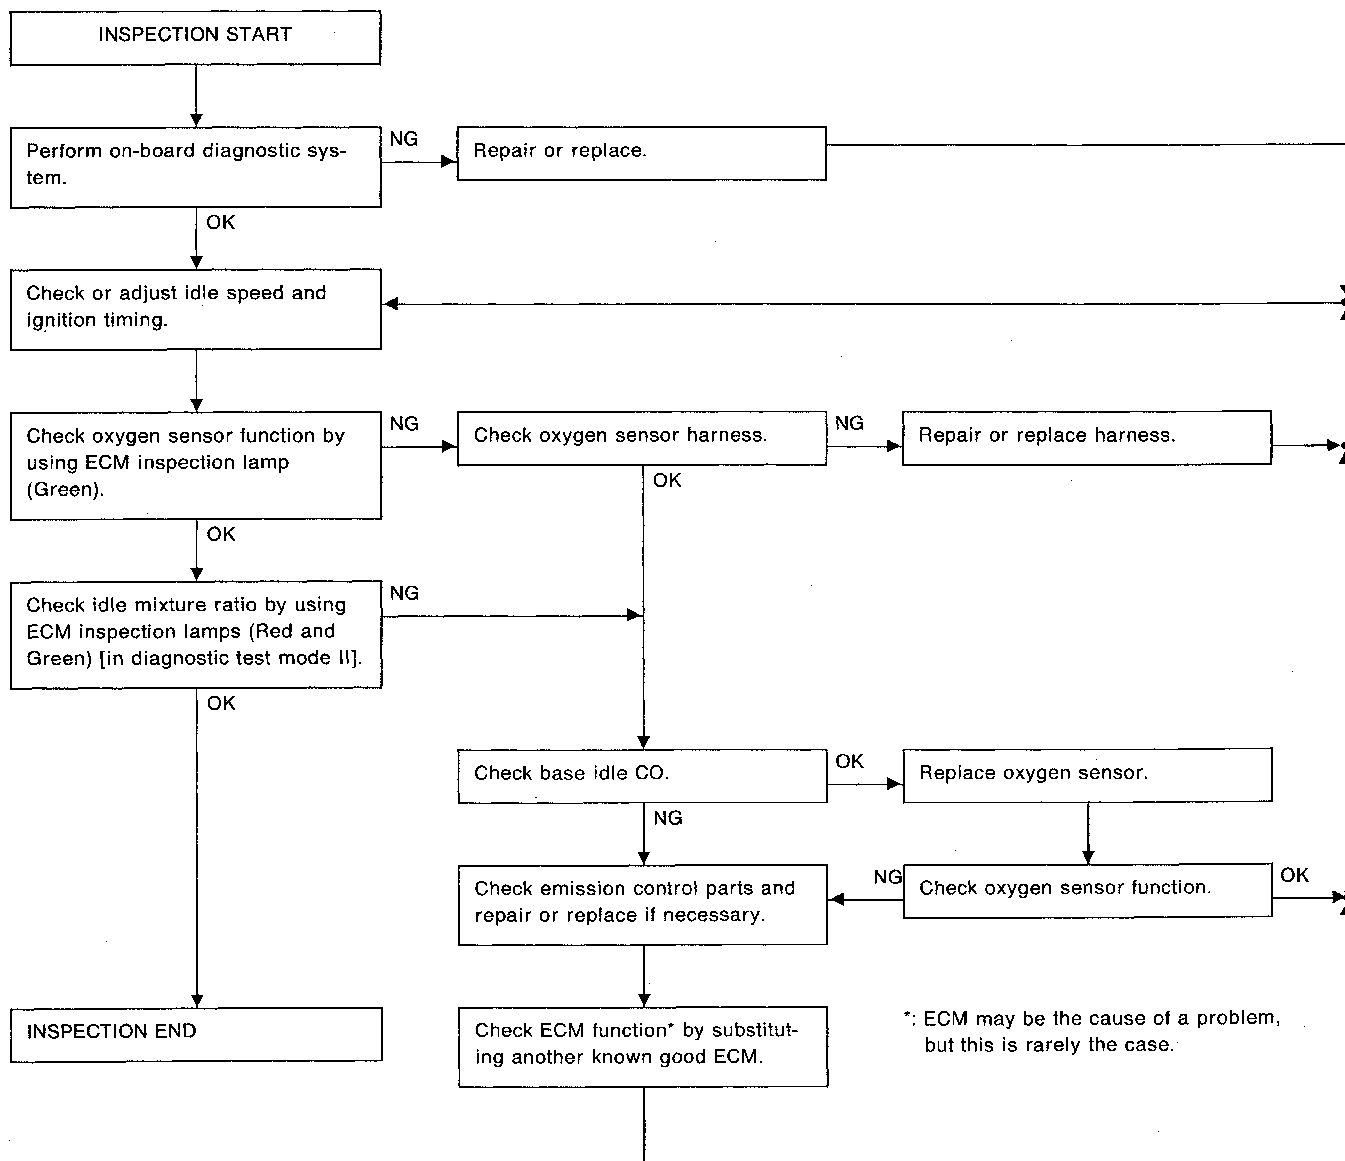 INSPECTION START
Perform on-board diagnostic sys-
tem.
NG
Repair or replace.
OK
Check or adjust idle speed and
ignition timing.
Check oxygen sensor function by
using ECM inspection lamp
(Green).
NG
Check oxygen sensor harness.
NG
Repair or replace harness.
OK
OK
Check idle mixture ratio by using
ECM inspection lamps (Red and
Green) [in diagnostic test mode II].
NG
OK
Check base idle CO.
OK
Replace oxygen sensor.
NG
Check emission control parts and
repair or replace if necessary.
NG
Check oxygen sensor function.
OK
INSPECTION END
Check ECM function* by substitut-
ing another known good ECM.
*: ECM may be the cause of a problem,
but this is rarely the case.